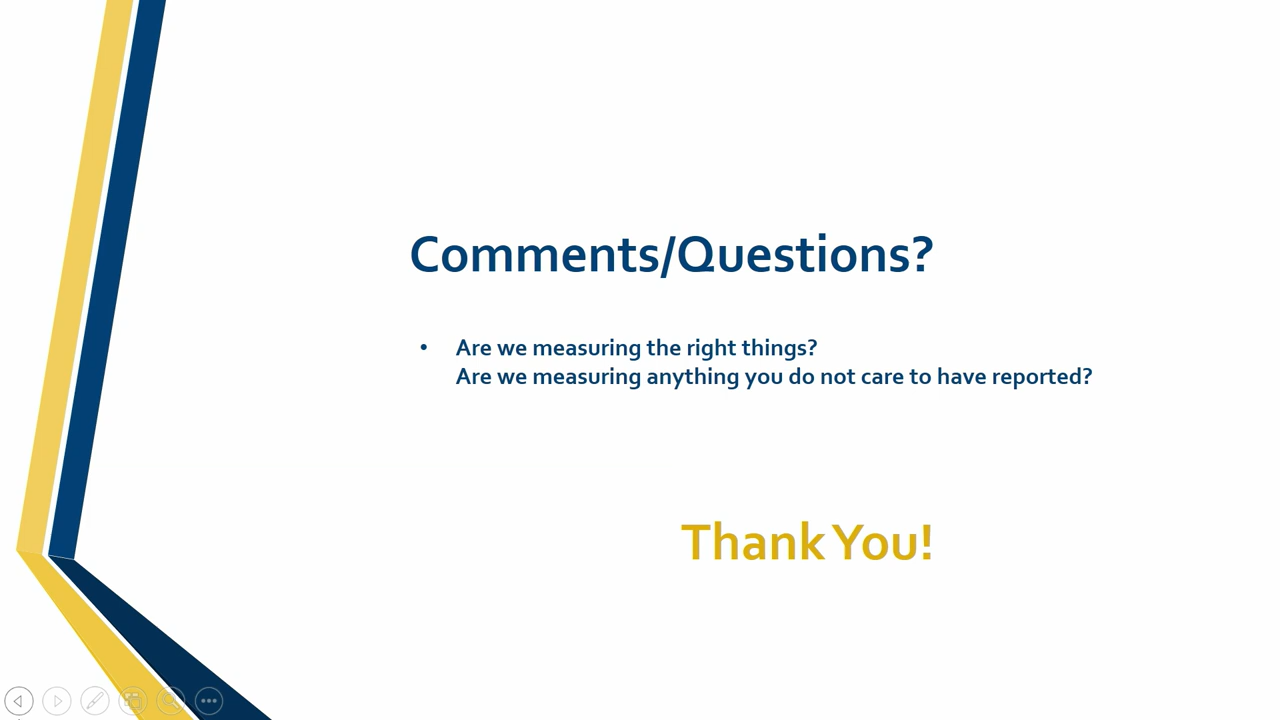 Comments/Questions?
• Are we measuring the right things?
Are we measuring anything you do not care to have reported?
Thank You!